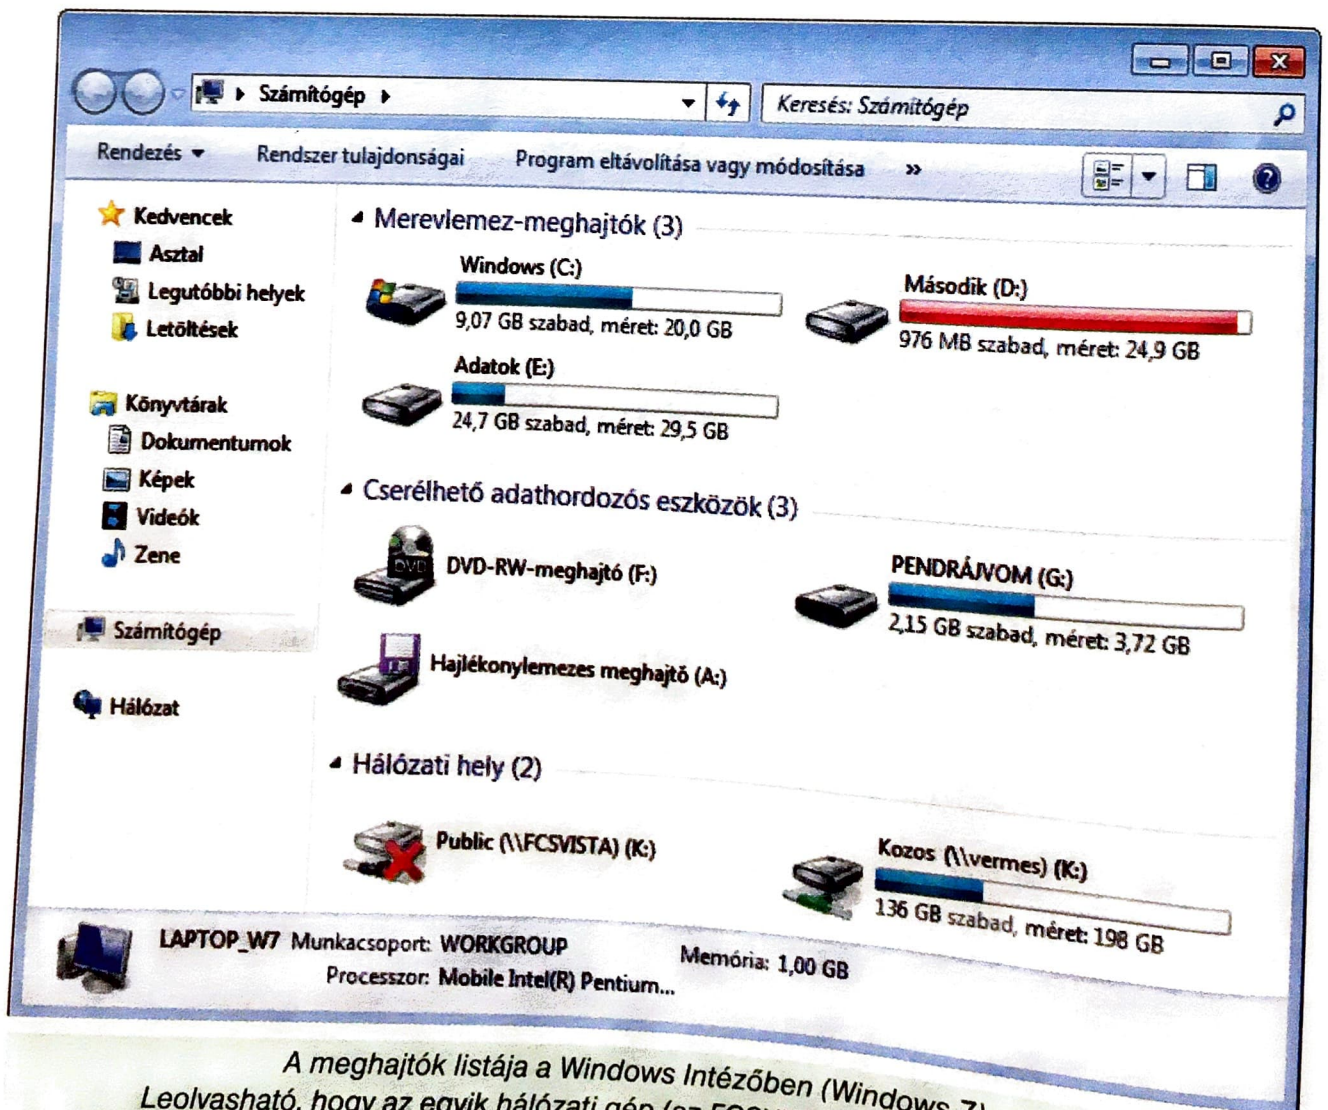 Számítógép
Keresés: Számítógép
Rendezés Rendszer tulajdonságai Program eltávolítása vagy módosítása »
Kedvencek
Asztal
Legutóbbi helyek
Letöltések
Könyvtárak
Dokumentumok
Képek
Videók
Zene
Számítógép
Hálózat
Merevlemez-meghajtók (3)
Windows (C:)
9,07 GB szabad, méret: 20,0 GB
Második (D:)
976 MB szabad, méret: 24,9 GB
Adatok (E:)
24,7 GB szabad, méret: 29,5 GB
Cserélhető adathordozós eszközök (3)
DVD
DVD-RW-meghajtó (F:)
PENDRÁJVOM (G:)
2,15 GB szabad, méret: 3,72 GB
Hajlékonylemezes meghajtó (A:)
Hálózati hely (2)
Public (\\FCSVISTA) (K:)
Kozos (\\vermes) (K:)
136 GB szabad, méret: 198 GB
LAPTOP_W7 Munkacsoport: WORKGROUP Memória: 1,00 GB
Processzor: Mobile Intel(R) Pentium...
A meghajtók listája a Windows Intézőben (Windows 7)
Leolvasható, hogy az egyik hálózati gép (az